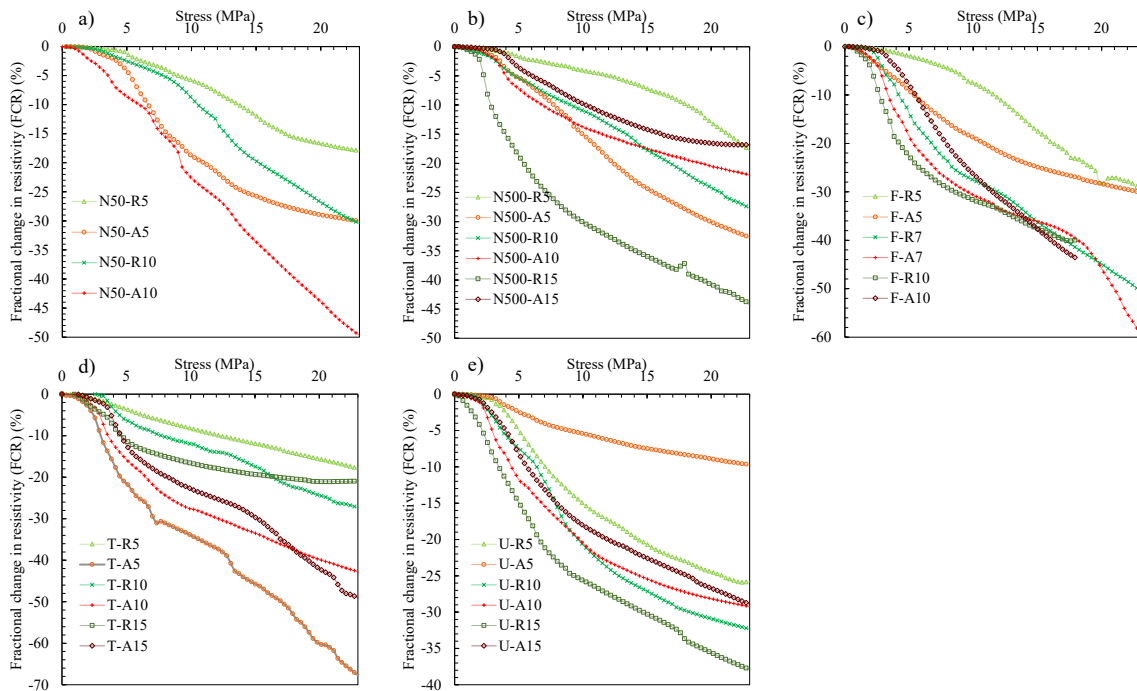 a)
Stress (MPa)
0 5 10 15 20
Fractional change in resistivity (FCR) (%)
0
-5
-10
-15
-20
-25
-30
-35
-40
-45
-50
N50-R5
N50-A5
N50-R10
N50-A10
b)
Stress (MPa)
0 5 10 15 20
Fractional change in resistivity (FCR) (%)
0
-5
-10
-15
-20
-25
-30
-35
-40
-45
-50
N500-R5
N500-A5
N500-R10
N500-A10
N500-R15
N500-A15
c)
Stress (MPa)
0 5 10 15 20
Fractional change in resistivity (FCR) (%)
0
-10
-20
-30
-40
-50
-60
F-R5
F-A5
F-R7
F-A7
F-R10
F-A10
d)
Stress (MPa)
0 5 10 15 20
Fractional change in resistivity (FCR) (%)
0
-10
-20
-30
-40
-50
-60
-70
T-R5
T-A5
T-R10
T-A10
T-R15
T-A15
e)
Stress (MPa)
0 5 10 15 20
Fractional change in resistivity (FCR) (%)
0
-5
-10
-15
-20
-25
-30
-35
-40
U-R5
U-A5
U-R10
U-A10
U-R15
U-A15